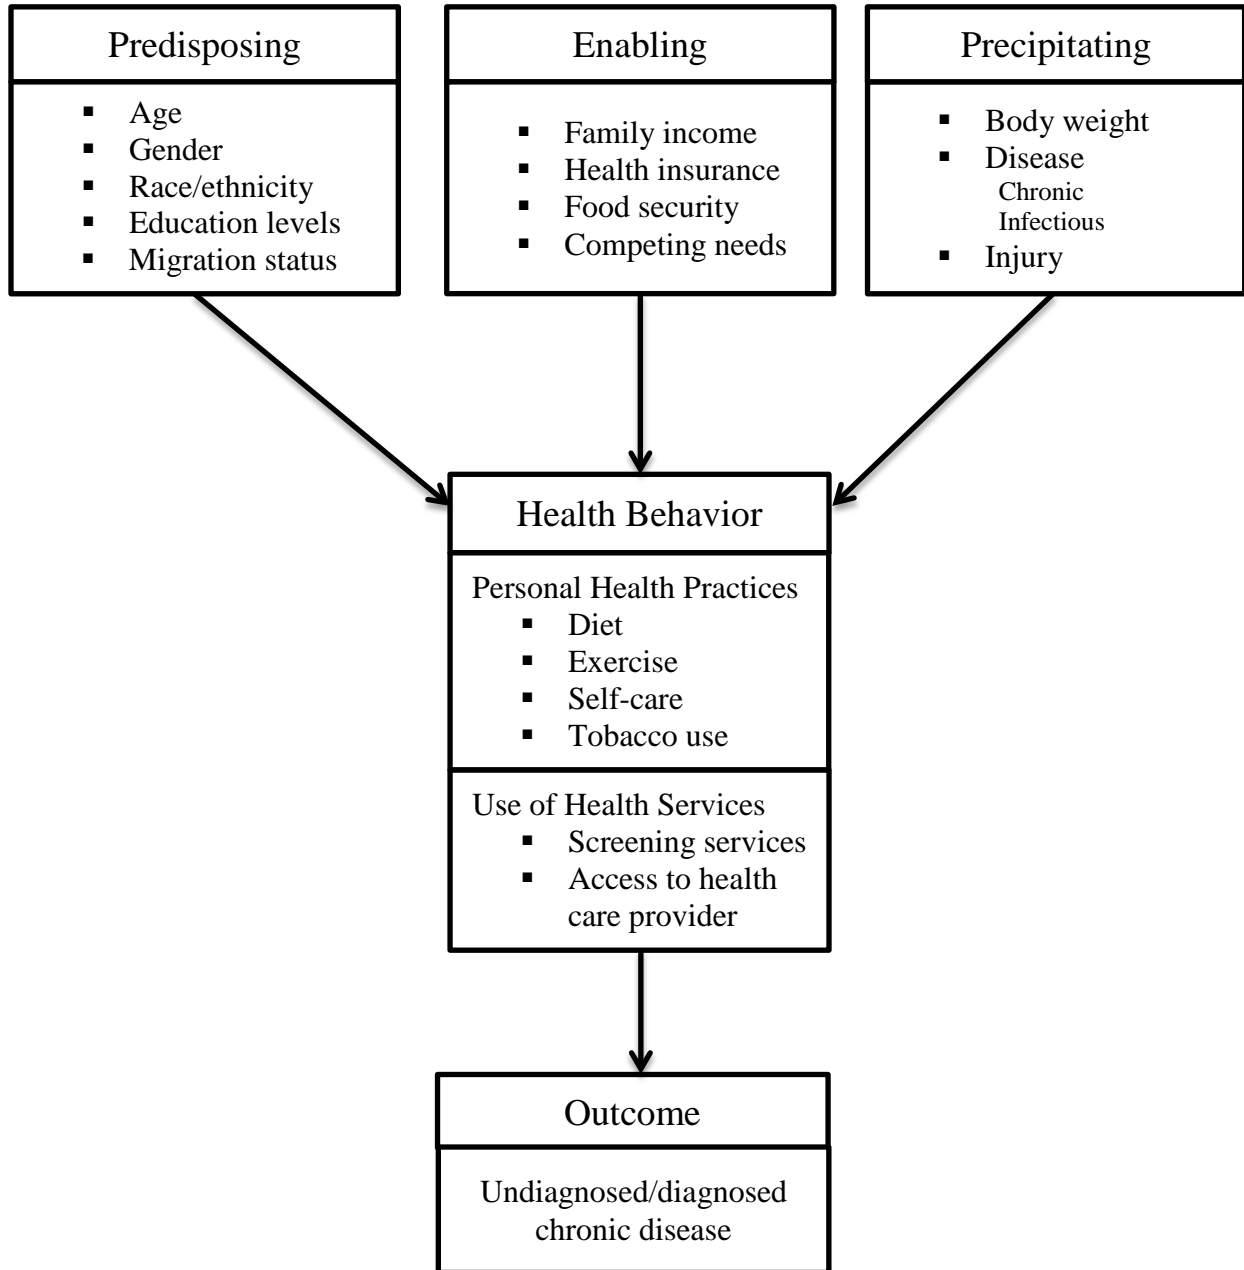 Predisposing
▪ Age
▪ Gender
▪ Race/ethnicity
▪ Education levels
▪ Migration status
Enabling
▪ Family income
▪ Health insurance
▪ Food security
▪ Competing needs
Precipitating
▪ Body weight
▪ Disease
Chronic
Infectious
▪ Injury
Health Behavior
Personal Health Practices
▪ Diet
▪ Exercise
▪ Self-care
▪ Tobacco use
Use of Health Services
▪ Screening services
▪ Access to health
care provider
Outcome
Undiagnosed/diagnosed
chronic disease